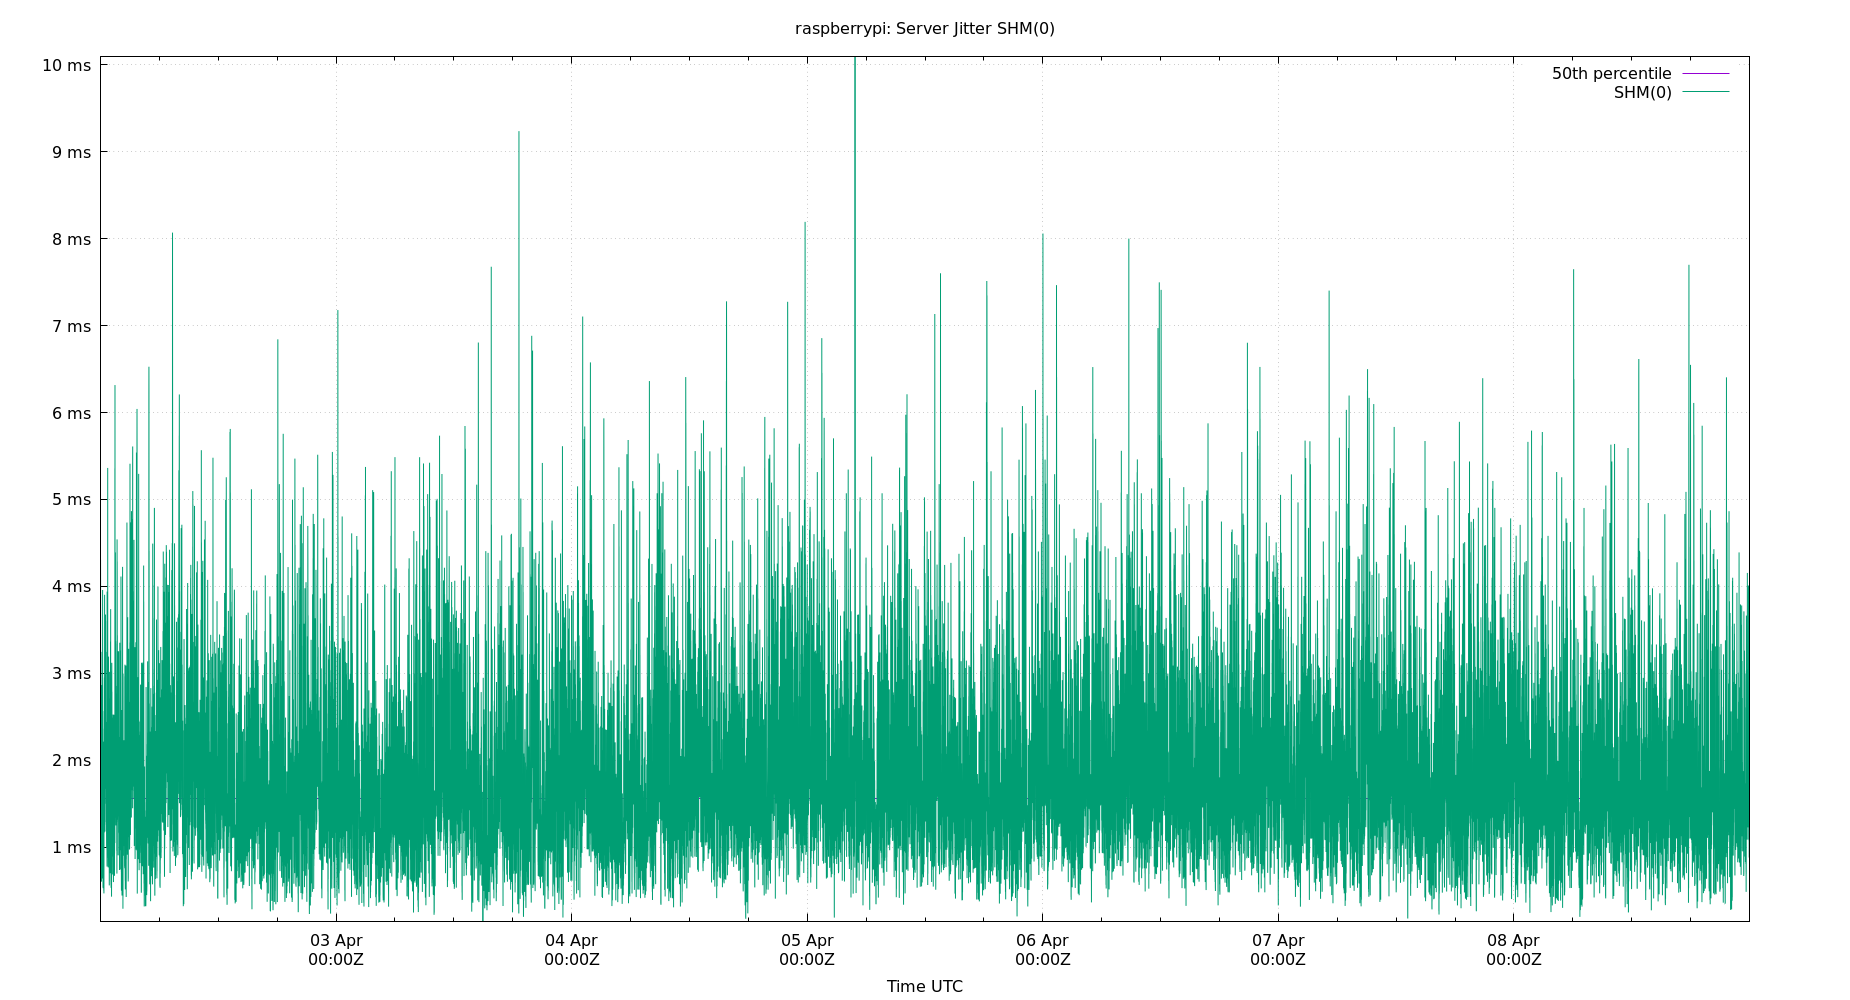 raspberrypi: Server Jitter SHM(0)
10 ms
9 ms
8 ms
7 ms
6 ms
5 ms
4 ms
3 ms
2 ms
1 ms
50th percentile
SHM(0)
03 Apr
00:00Z
04 Apr
00:00Z
05 Apr
00:00Z
06 Apr
00:00Z
07 Apr
00:00Z
08 Apr
00:00Z
Time UTC